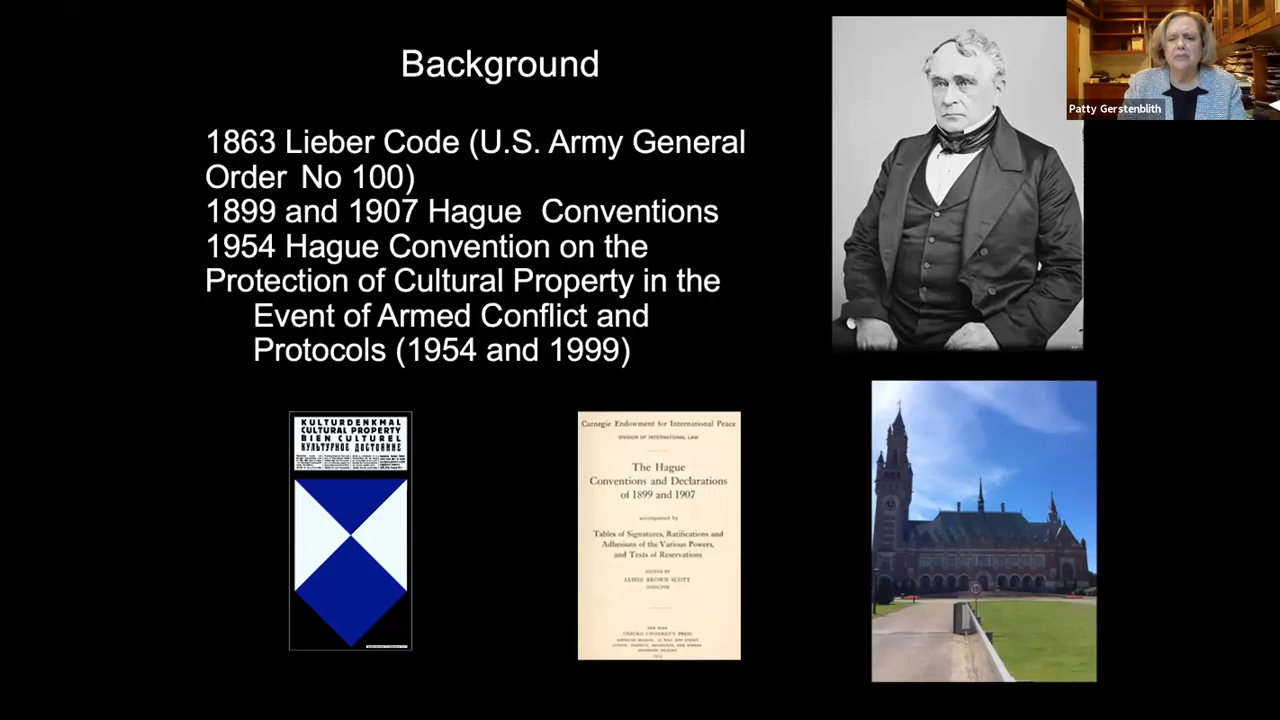 Background
1863 Lieber Code (U.S. Army General
Order No 100)
1899 and 1907 Hague Conventions
1954 Hague Convention on the
Protection of Cultural Property in the
Event of Armed Conflict and
Protocols (1954 and 1999)
Patty Gerstenblith
KULTURDENKMAL
CULTURAL PROPERTY
BIEN CULTUREL
КУЛЬТУРНОЕ ДОСТОЯНИЕ
Carnegie Endowment for International Peace
DIVISION OF INTERNATIONAL LAW
The Hague
Conventions and Declarations
of 1899 and 1907
accompanied by
Tables of Signatures, Ratifications and
Adhesions of the Various Powers,
and Texts of Reservations
EDITED BY
JAMES BROWN SCOTT
DIRECTOR
NEW YORK
OXFORD UNIVERSITY PRESS